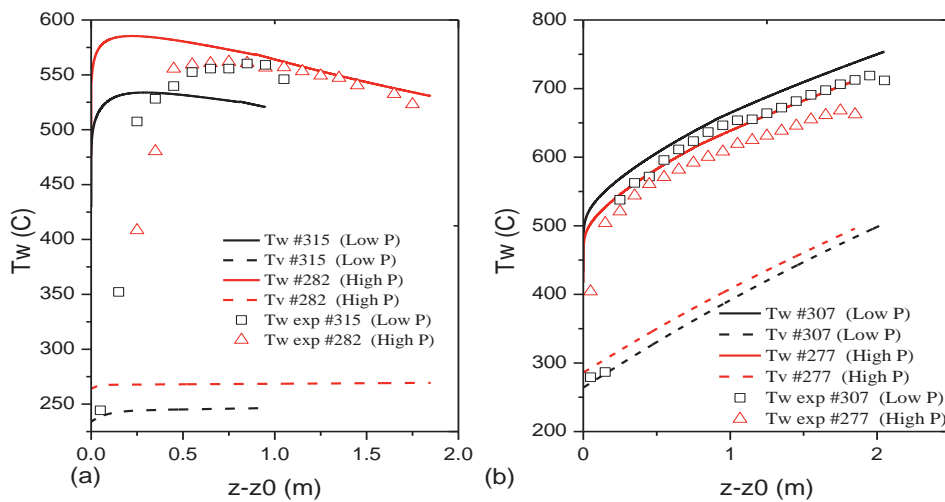 600
550
500
450
400
350
300
250
Tw (C)
Tw #315 (Low P)
Tv #315 (Low P)
Tw #282 (High P)
Tv #282 (High P)
Tw exp #315 (Low P)
Tw exp #282 (High P)
0.0 0.5 1.0 1.5 2.0
(a)
z-z0 (m)
800
700
600
500
400
300
200
Tw (C)
Tw #307 (Low P)
Tv #307 (Low P)
Tw #277 (High P)
Tv #277 (High P)
Tw exp #307 (Low P)
Tw exp #277 (High P)
0 1 2
(b)
z-z0 (m)